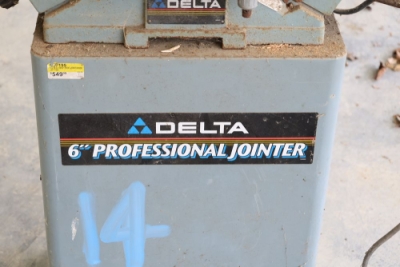 DELTA
DELTA
6" PROFESSIONAL JOINTER
14